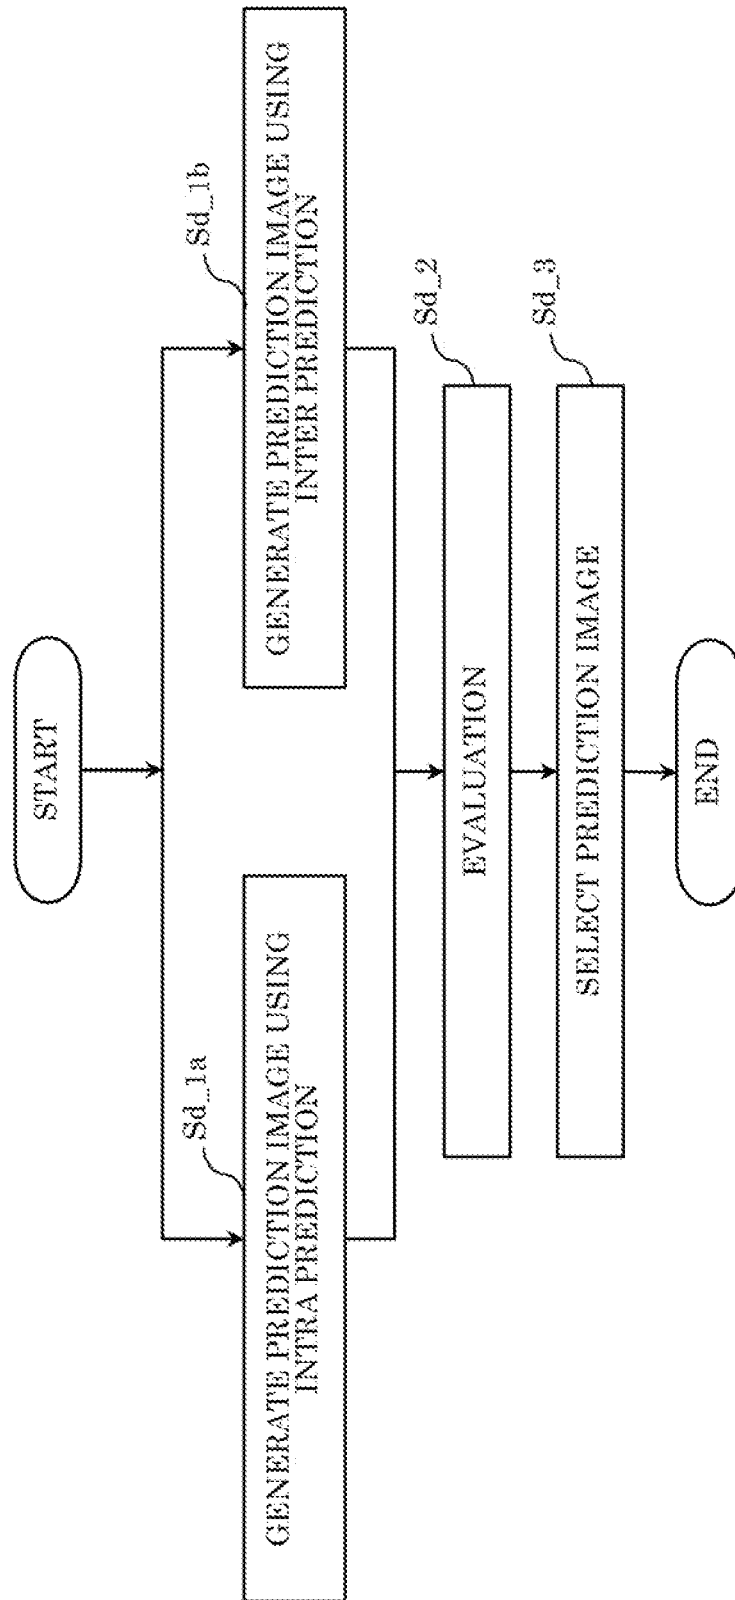 START
Sd_1a
GENERATE PREDICTION IMAGE USING
INTRA PREDICTION
Sd_1b
GENERATE PREDICTION IMAGE USING
INTER PREDICTION
Sd_2
EVALUATION
Sd_3
SELECT PREDICTION IMAGE
END